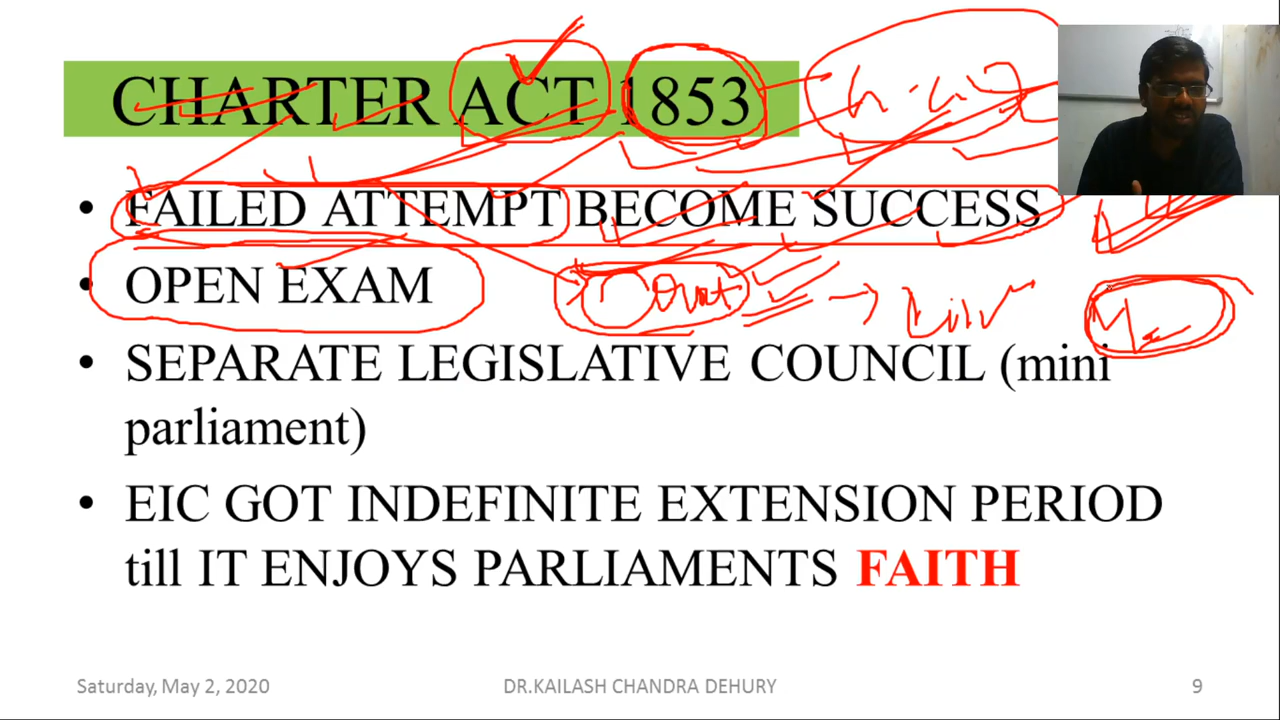 CHARTER ACT 1853
• FAILED ATTEMPT BECOME SUCCESS
• OPEN EXAM
• SEPARATE LEGISLATIVE COUNCIL (mini
parliament)
• EIC GOT INDEFINITE EXTENSION PERIOD
till IT ENJOYS PARLIAMENTS FAITH
Saturday, May 2, 2020 DR.KAILASH CHANDRA DEHURY 9